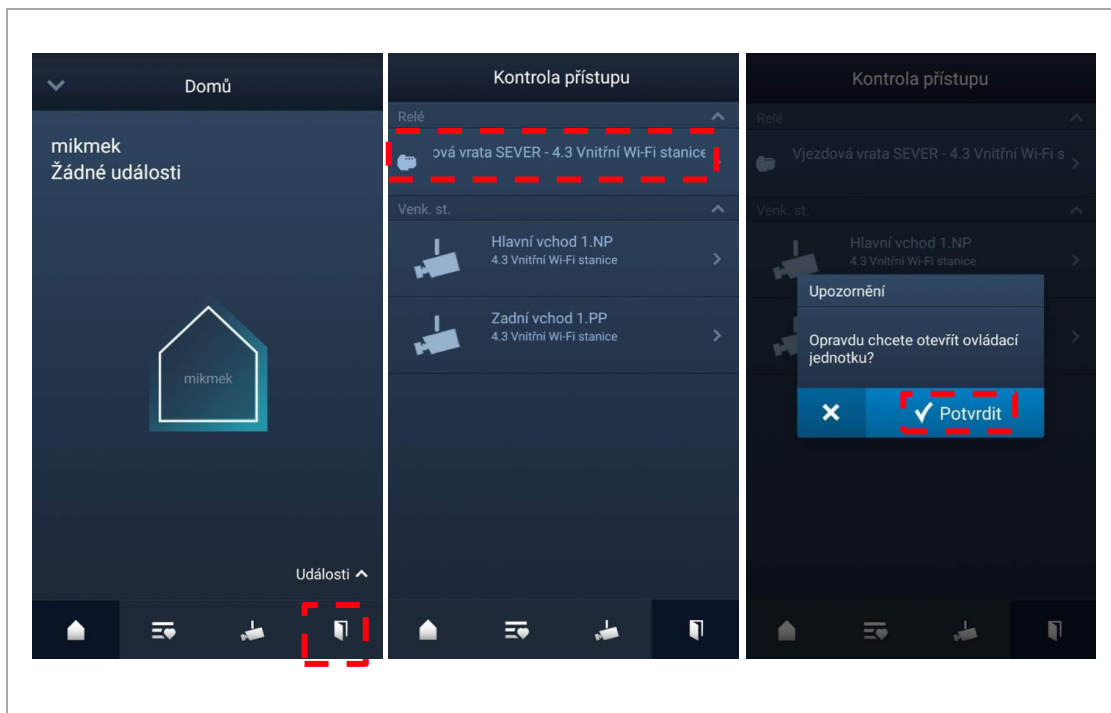 Domů
mikmek
Žádné události
mikmek
Události
Kontrola přístupu
Relé
ová vrata SEVER - 4.3 Vnitřní Wi-Fi stanice
Venk. st.
Hlavní vchod 1.NP
4.3 Vnitřní Wi-Fi stanice
Zadní vchod 1.PP
4.3 Vnitřní Wi-Fi stanice
Kontrola přístupu
Relé
Vjezdová vrata SEVER - 4.3 Vnitřní Wi-Fi s
Venk. st.
Hlavní vchod 1.NP
4.3 Vnitřní Wi-Fi stanice
Upozornění
Opravdu chcete otevřít ovládací
jednotku?
Potvrdit